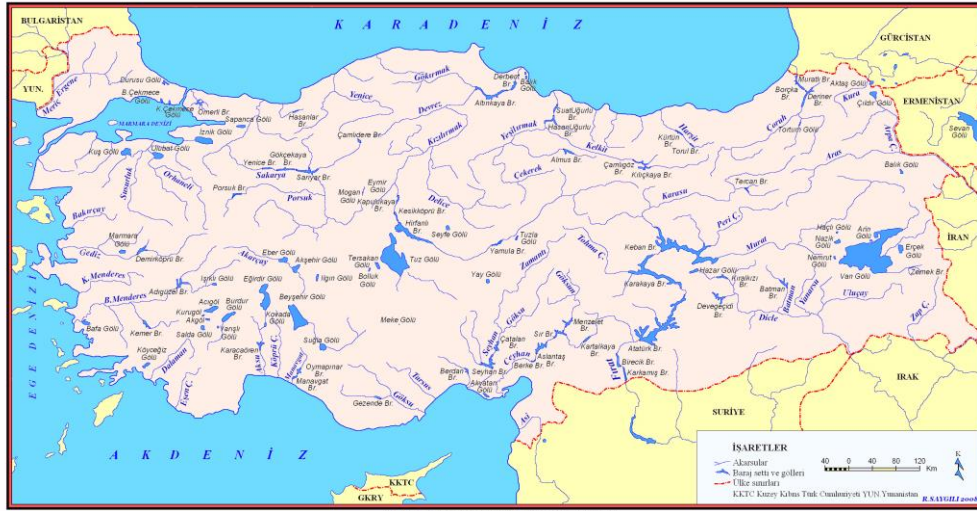 BULGARİSTAN
K A R A D E N İ Z
GÜRCİSTAN
YUN.
Meriç
Ergene
Durusu Gölü
B.Çekmece Gölü
K.Çekmece Gölü
Ömerli Br.
MARMARA DENİZİ
Sapanca Gölü
İznik Gölü
Hasanlar Br.
Yenice
Gökırmak
Devrez
Derbent Br.
Balık Gölü
Altınkaya Br.
Suat Uğurlu Br.
Hasan Uğurlu Br.
Yeşilırmak
Kızılırmak
Kelkit
Harşit
Kürtün Br.
Torul Br.
Muratlı Br.
Borçka Br.
Deriner Br.
Aktaş Gölü
Kura
Çıldır Gölü
Çoruh
Tortum Gölü
ERMENİSTAN
Sevan Gölü
Arpa Ç.
Aras
Balık Gölü
Kuş Gölü
Ulubat Gölü
Susurluk
Orhaneli
Çamlıdere Br.
Gökçekaya Br.
Yenice Br.
Sarıyer Br.
Sakarya
Porsuk Br.
Porsuk
Eymir Gölü
Mogan Gölü
Kapulukaya Br.
Kesikköprü Br.
Hirfanlı Br.
Delice
Seyfe Gölü
Çekerek
Almus Br.
Çamlıgöz Br.
Kılıçkaya Br.
Karasu
Tercan Br.
Peri Ç.
Murat
Haçlı Gölü
Nazik Gölü
Arin Gölü
Nemrut Gölü
Van Gölü
Erçek Gölü
Zernek Br.
İRAN
Bakırçay
Gediz
Marmara Gölü
Demirköprü Br.
K.Menderes
B.Menderes
Adıgüzel Br.
Işıklı Gölü
Akarçay
Eber Gölü
Akşehir Gölü
Eğirdir Gölü
Ilgın Gölü
Tersakan Gölü
Bolluk Gölü
Tuz Gölü
Tuzla Gölü
Yamula Br.
Yay Gölü
Zamantı
Tohma Ç.
Göksun
Keban Br.
Karakaya Br.
Hazar Gölü
Kralkızı Br.
Devegeçidi Br.
Batman Br.
Batman
Yanarsu
Uluçay
Dicle
Zap Ç.
Acıgöl
Burdur Gölü
Kurugöl
Akgöl
Salda Gölü
Yarışlı Gölü
Beyşehir Gölü
Kovada Gölü
Suğla Gölü
Karacaören Br.
Meke Gölü
Bafa Gölü
Kemer Br.
Köyceğiz Gölü
Dalaman
Eşen Ç.
Aksu
Köprü Ç.
Manavgat
Oymapınar Br.
Manavgat Br.
Gezende Br.
Göksu
Tarsus
Berdan Br.
Seyhan Br.
Seyhan
Çatalan Br.
Göksu
Ceyhan
Akyatan Gölü
Berke Br.
Aslantaş Br.
Sır Br.
Menzelet Br.
Kartalkaya Br.
Atatürk Br.
Birecik Br.
Karkamış Br.
Fırat
Asi
E G E D E N İ Z İ
A K D E N İ Z
KKTC
GKRY
SURİYE
IRAK
İŞARETLER
Akarsular
Baraj setti ve gölleri
Ülke sınırları
KKTC Kuzey Kıbrıs Türk Cumhuriyeti YUN.Yunanistan
40 0 40 80 120
Km
K
R.SAYGILI 2008